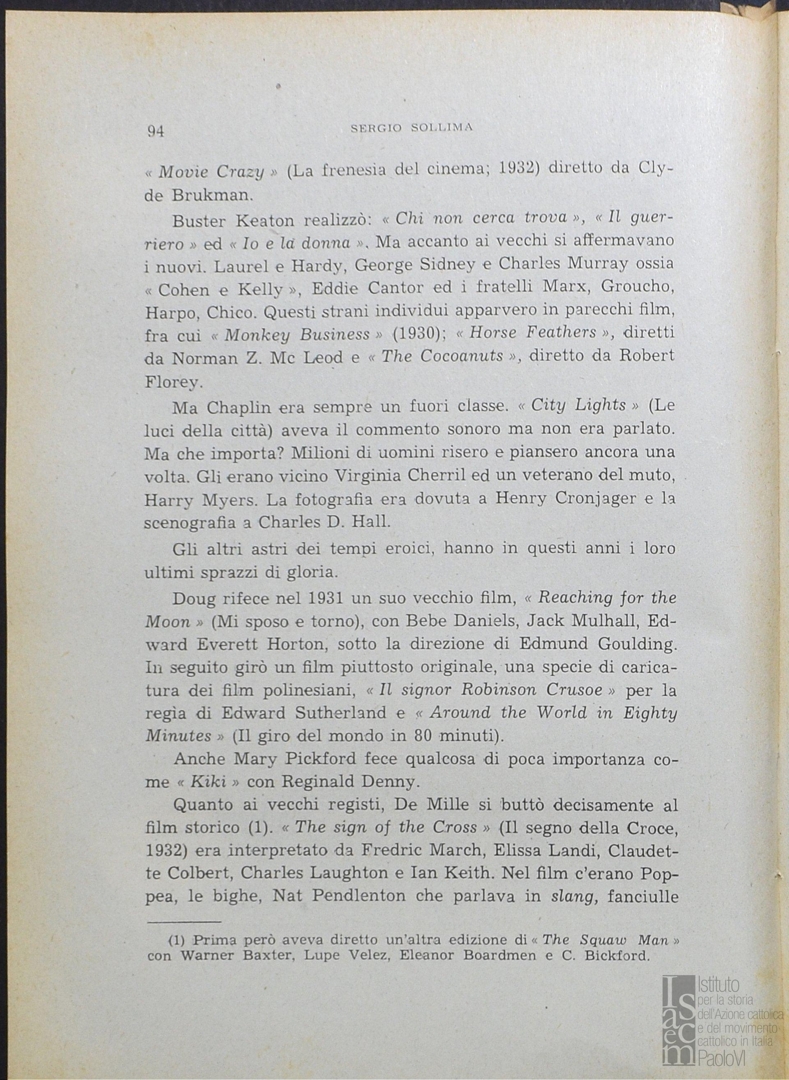 94
SERGIO SOLLIMA
« Movie Crazy » (La frenesia del cinema; 1932) diretto da Cly-
de Brukman.
Buster Keaton realizzò: « Chi non cerca trova », « Il guer-
riero » ed « Io e la donna ». Ma accanto ai vecchi si affermavano
i nuovi. Laurel e Hardy, George Sidney e Charles Murray ossia
« Cohen e Kelly », Eddie Cantor ed i fratelli Marx, Groucho,
Harpo, Chico. Questi strani individui apparvero in parecchi film,
fra cui « Monkey Business » (1930); « Horse Feathers », diretti
da Norman Z. Mc Leod e « The Cocoanuts », diretto da Robert
Florey.
Ma Chaplin era sempre un fuori classe. « City Lights » (Le
luci della città) aveva il commento sonoro ma non era parlato.
Ma che importa? Milioni di uomini risero e piansero ancora una
volta. Gli erano vicino Virginia Cherril ed un veterano del muto,
Harry Myers. La fotografia era dovuta a Henry Cronjager e la
scenografia a Charles D. Hall.
Gli altri astri dei tempi eroici, hanno in questi anni i loro
ultimi sprazzi di gloria.
Doug rifece nel 1931 un suo vecchio film, « Reaching for the
Moon » (Mi sposo e torno), con Bebe Daniels, Jack Mulhall, Ed-
ward Everett Horton, sotto la direzione di Edmund Goulding.
In seguito girò un film piuttosto originale, una specie di carica-
tura dei film polinesiani, « Il signor Robinson Crusoe » per la
regia di Edward Sutherland e « Around the World in Eighty
Minutes » (Il giro del mondo in 80 minuti).
Anche Mary Pickford fece qualcosa di poca importanza co-
me « Kiki » con Reginald Denny.
Quanto ai vecchi registi, De Mille si buttò decisamente al
film storico (1). « The sign of the Cross » (Il segno della Croce,
1932) era interpretato da Fredric March, Elissa Landi, Claudet-
te Colbert, Charles Laughton e Ian Keith. Nel film c'erano Pop-
pea, le bighe, Nat Pendlenton che parlava in slang, fanciulle
(1) Prima però aveva diretto un'altra edizione di « The Squaw Man »
con Warner Baxter, Lupe Velez, Eleanor Boardmen e C. Bickford.
Isacem
Istituto
per la storia
dell'Azione cattolica
e del movimento
cattolico in Italia
PaoloVI